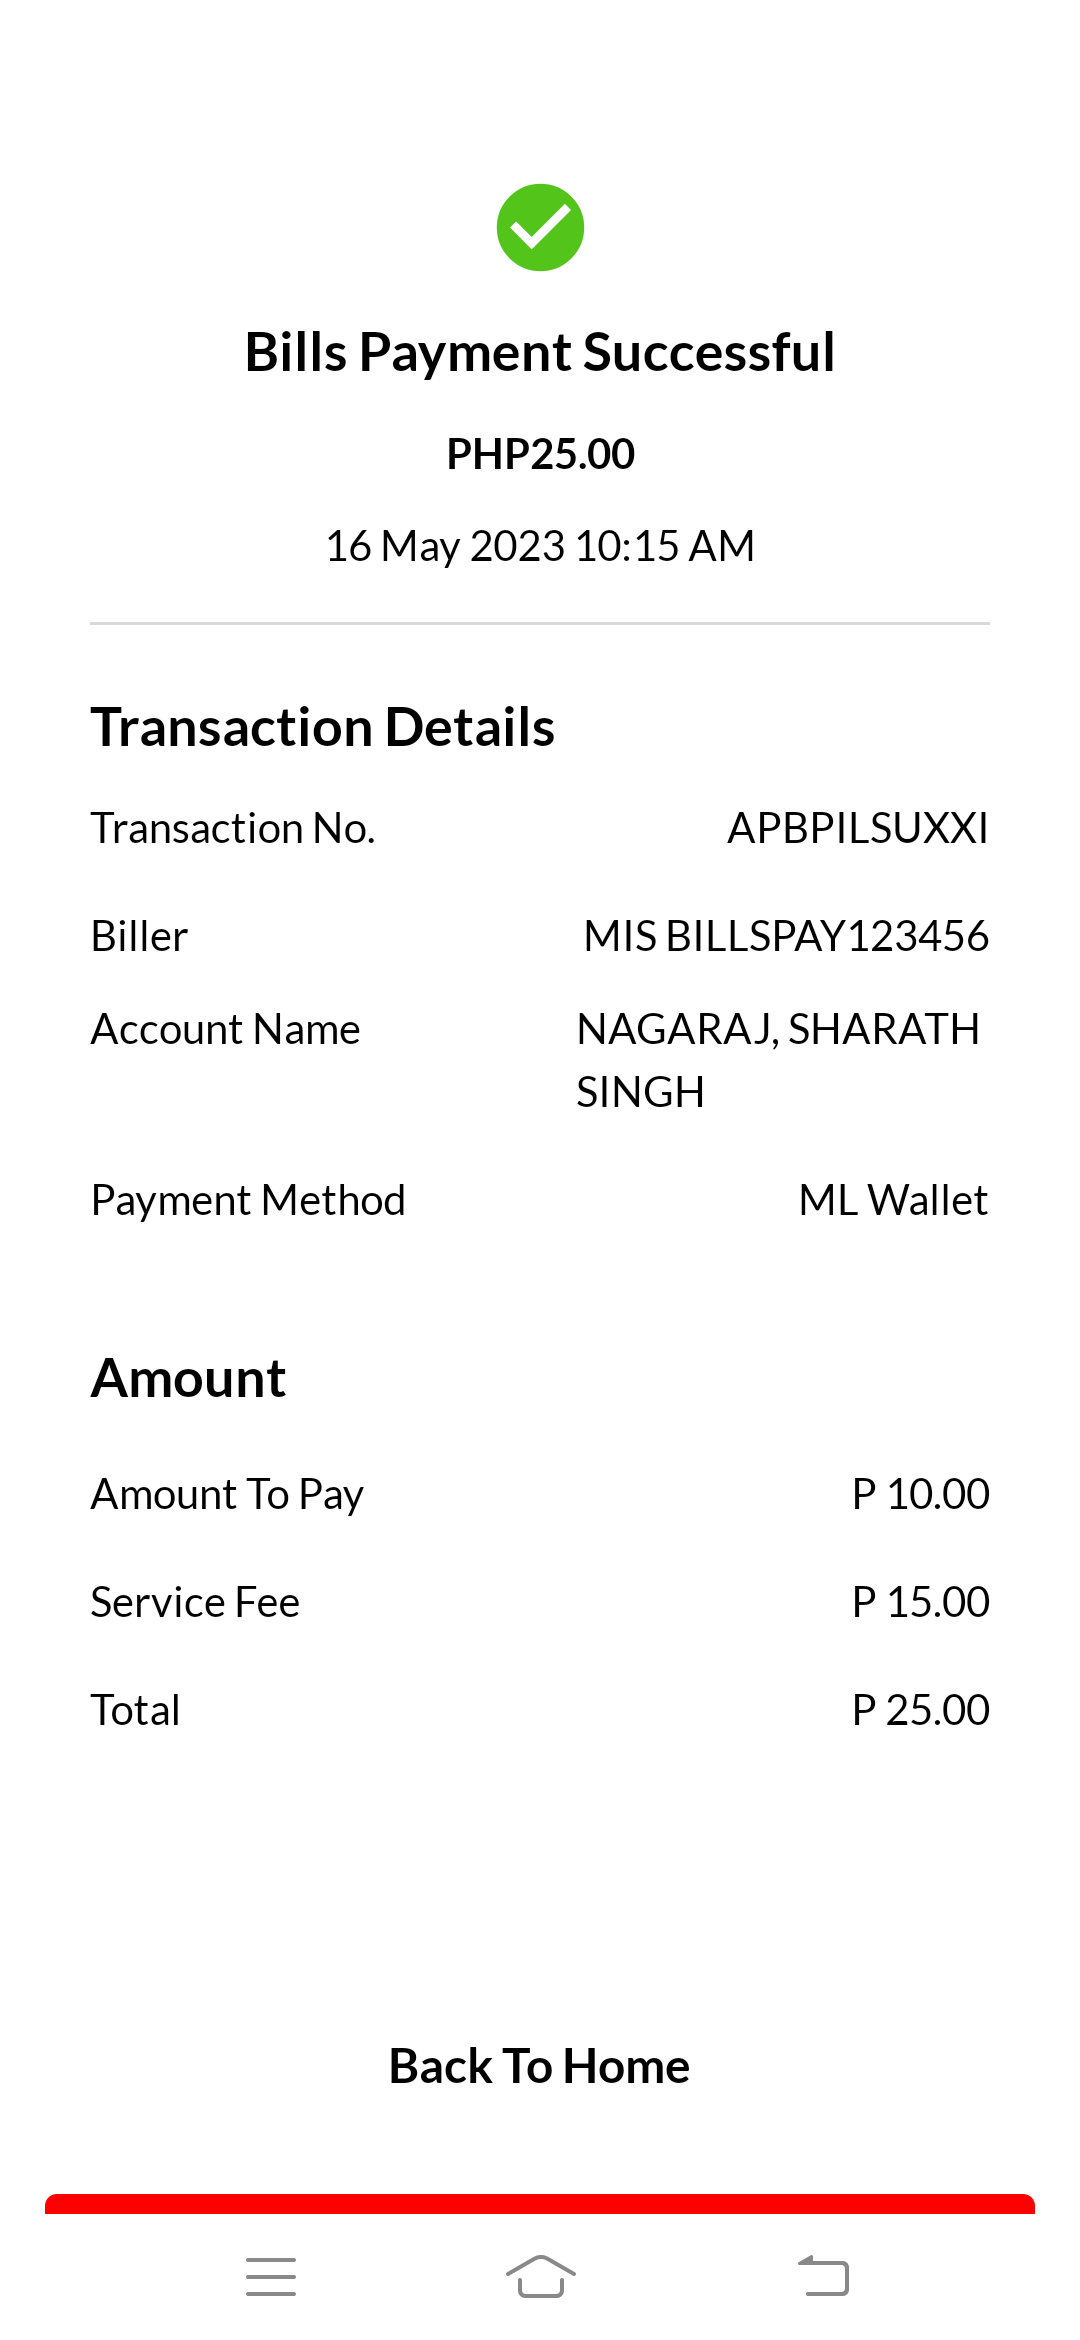 Bills Payment Successful
PHP25.00
16 May 2023 10:15 AM
Transaction Details
Transaction No. APBPILSUXXI
Biller MIS BILLSPAY123456
Account Name NAGARAJ, SHARATH
SINGH
Payment Method ML Wallet
Amount
Amount To Pay P 10.00
Service Fee P 15.00
Total P 25.00
Back To Home